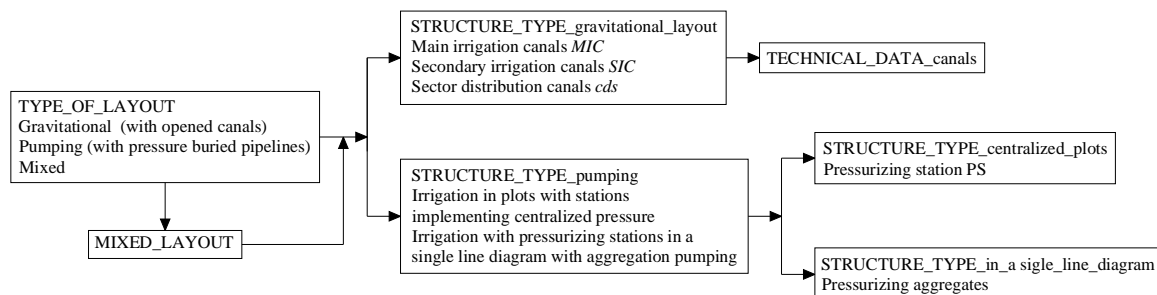 TYPE_OF_LAYOUT
Gravitational (with opened canals)
Pumping (with pressure buried pipelines)
Mixed
MIXED_LAYOUT
STRUCTURE_TYPE_gravitational_layout
Main irrigation canals MIC
Secondary irrigation canals SIC
Sector distribution canals cds
TECHNICAL_DATA_canals
STRUCTURE_TYPE_pumping
Irrigation in plots with stations
implementing centralized pressure
Irrigation with pressurizing stations in a
single line diagram with aggregation pumping
STRUCTURE_TYPE_centralized_plots
Pressurizing station PS
STRUCTURE_TYPE_in_a sigle_line_diagram
Pressurizing aggregates